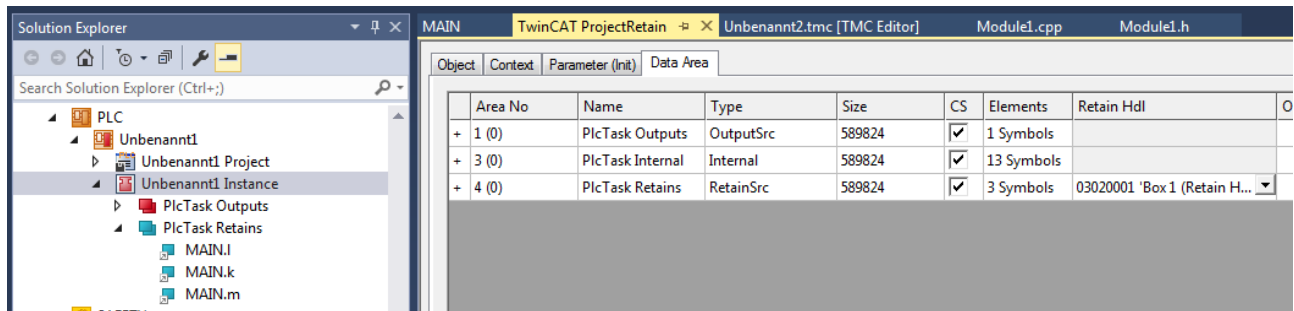 Solution Explorer
Search Solution Explorer (Ctrl+;)
PLC
Unbenannt1
Unbenannt1 Project
Unbenannt1 Instance
PlcTask Outputs
PlcTask Retains
MAIN.l
MAIN.k
MAIN.m
MAIN TwinCAT ProjectRetain Unbenannt2.tmc [TMC Editor] Module1.cpp Module1.h
Object Context Parameter (Init) Data Area
Area No Name Type Size CS Elements Retain Hdl O
+ 1 (0) PlcTask Outputs OutputSrc 589824 1 Symbols
+ 3 (0) PlcTask Internal Internal 589824 13 Symbols
+ 4 (0) PlcTask Retains RetainSrc 589824 3 Symbols 03020001 'Box 1 (Retain H...